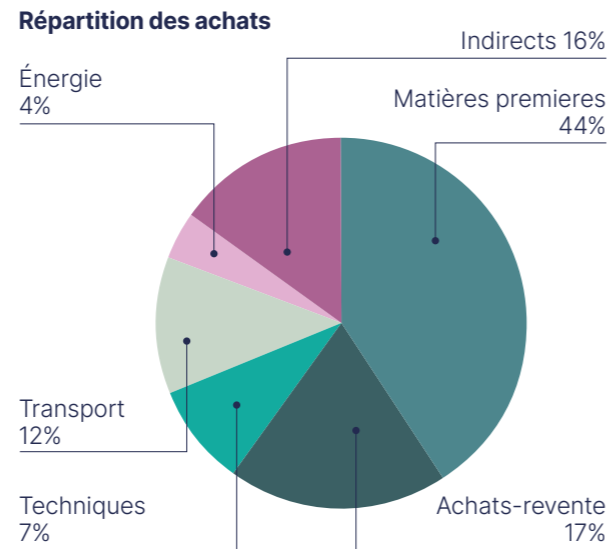 Répartition des achats
Indirects 16%
Énergie
4%
Matières premieres
44%
Transport
12%
Techniques
7%
Achats-revente
17%